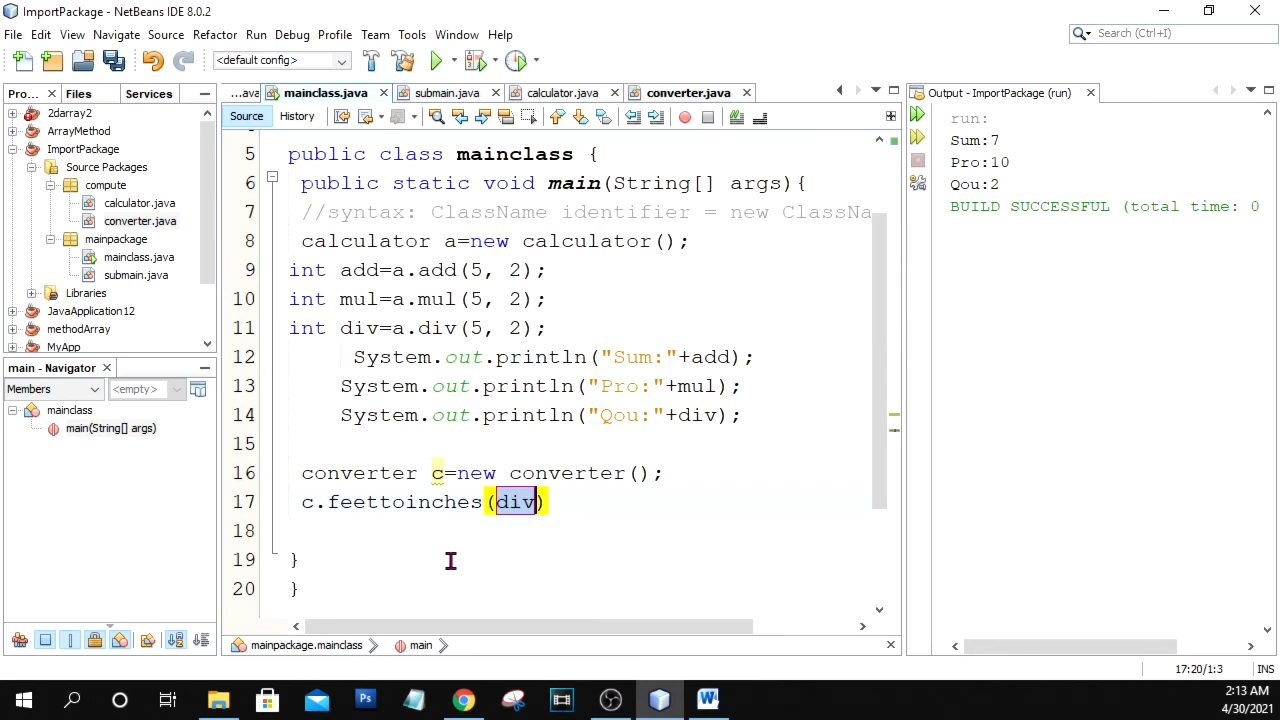 ImportPackage - NetBeans IDE 8.0.2
File Edit View Navigate Source Refactor Run Debug Profile Team Tools Window Help
Search (Ctrl+I)
<default config>
Pro... Files Services
2darray2
ArrayMethod
ImportPackage
Source Packages
compute
calculator.java
converter.java
mainpackage
mainclass.java
submain.java
Libraries
JavaApplication12
methodArray
MyApp
main - Navigator
Members <empty>
mainclass
main(String[] args)
...ava mainclass.java submain.java calculator.java converter.java
Source History
5 public class mainclass {
6 public static void main(String[] args){
7 //syntax: ClassName identifier = new ClassNa
8 calculator a=new calculator();
9 int add=a.add(5, 2);
10 int mul=a.mul(5, 2);
11 int div=a.div(5, 2);
12 System.out.println("Sum:"+add);
13 System.out.println("Pro:"+mul);
14 System.out.println("Qou:"+div);
15
16 converter c=new converter();
17 c.feettoinches(div)
18
19 }
20 }
mainpackage.mainclass main
Output - ImportPackage (run)
run:
Sum:7
Pro:10
Qou:2
BUILD SUCCESSFUL (total time: 0
17:20/1:3 INS
Ps
W
2:13 AM
4/30/2021